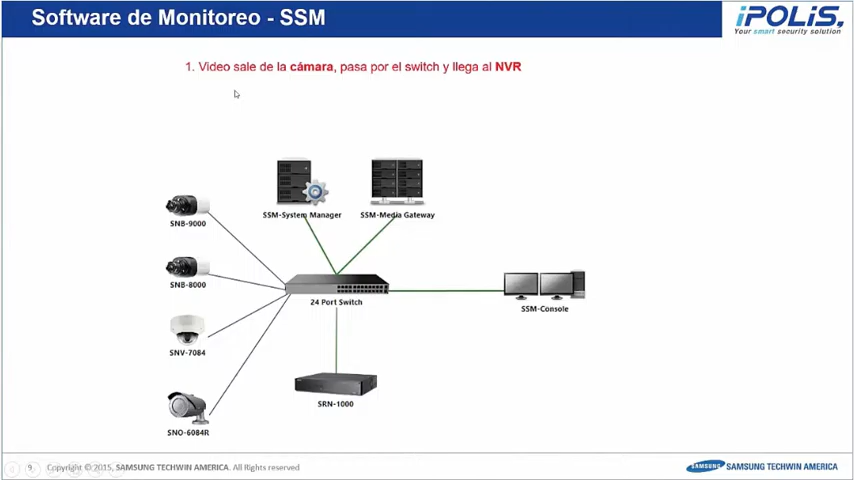 Software de Monitoreo - SSM
iPOLiS,
Your smart security solution
1. Video sale de la cámara, pasa por el switch y llega al NVR
SSM-System Manager
SSM-Media Gateway
SNB-9000
SNB-8000
24 Port Switch
SSM-Console
SNV-7084
SRN-1000
SNO-6084R
9 Copyright © 2015, SAMSUNG TECHWIN AMERICA. All Rights reserved
SAMSUNG SAMSUNG TECHWIN AMERICA